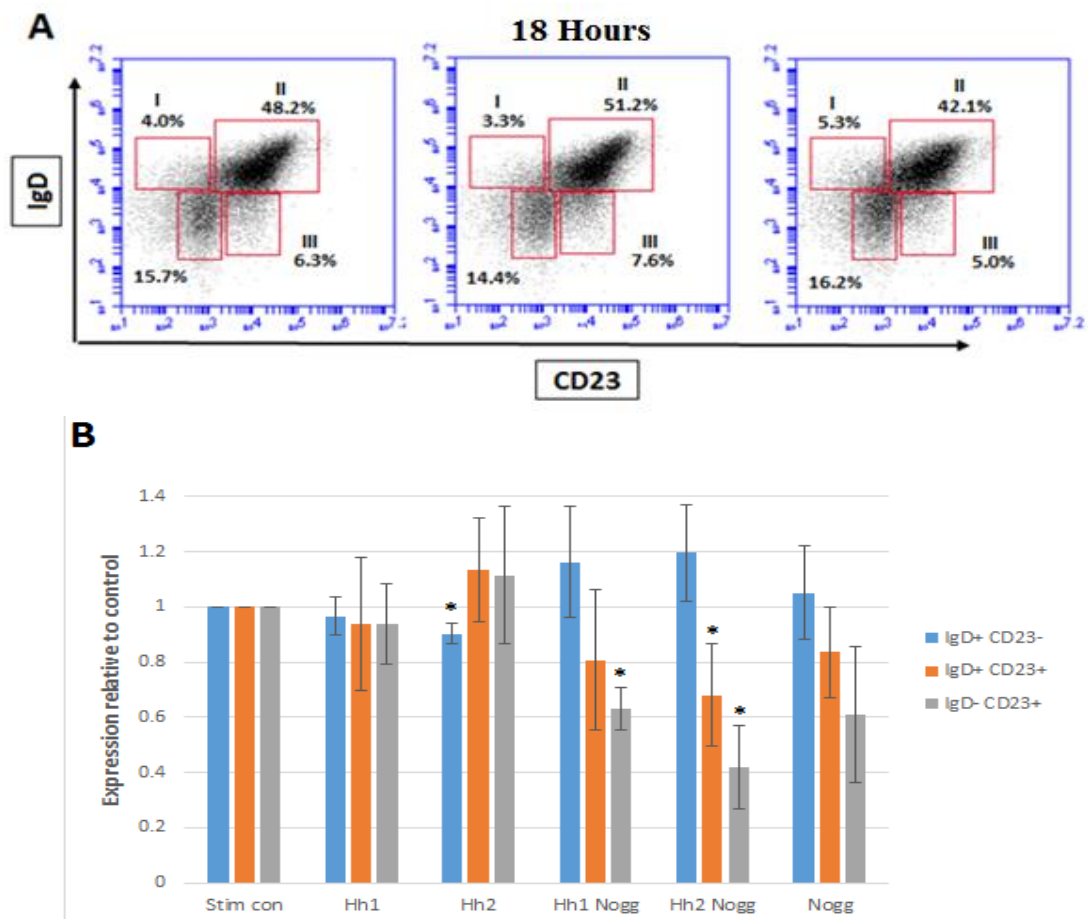 A
18 Hours
I
4.0%
II
48.2%
III
6.3%
15.7%
I
3.3%
II
51.2%
III
7.6%
14.4%
I
5.3%
II
42.1%
III
5.0%
16.2%
IgD
CD23
B
Expression relative to control
1.4
1.2
1
0.8
0.6
0.4
0.2
0
*
*
*
*
Stim con Hh1 Hh2 Hh1 Nogg Hh2 Nogg Nogg
IgD+ CD23-
IgD+ CD23+
IgD- CD23+